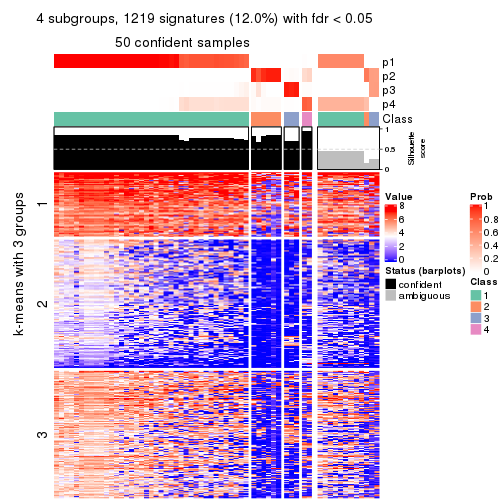 4 subgroups, 1219 signatures (12.0%) with fdr < 0.05
50 confident samples
p1
p2
p3
p4
Class
1
0.5
0
Silhouette
score
k-means with 3 groups
1
2
3
Value
8
6
4
2
0
Status (barplots)
confident
ambiguous
Prob
1
0.8
0.6
0.4
0.2
0
Class
1
2
3
4